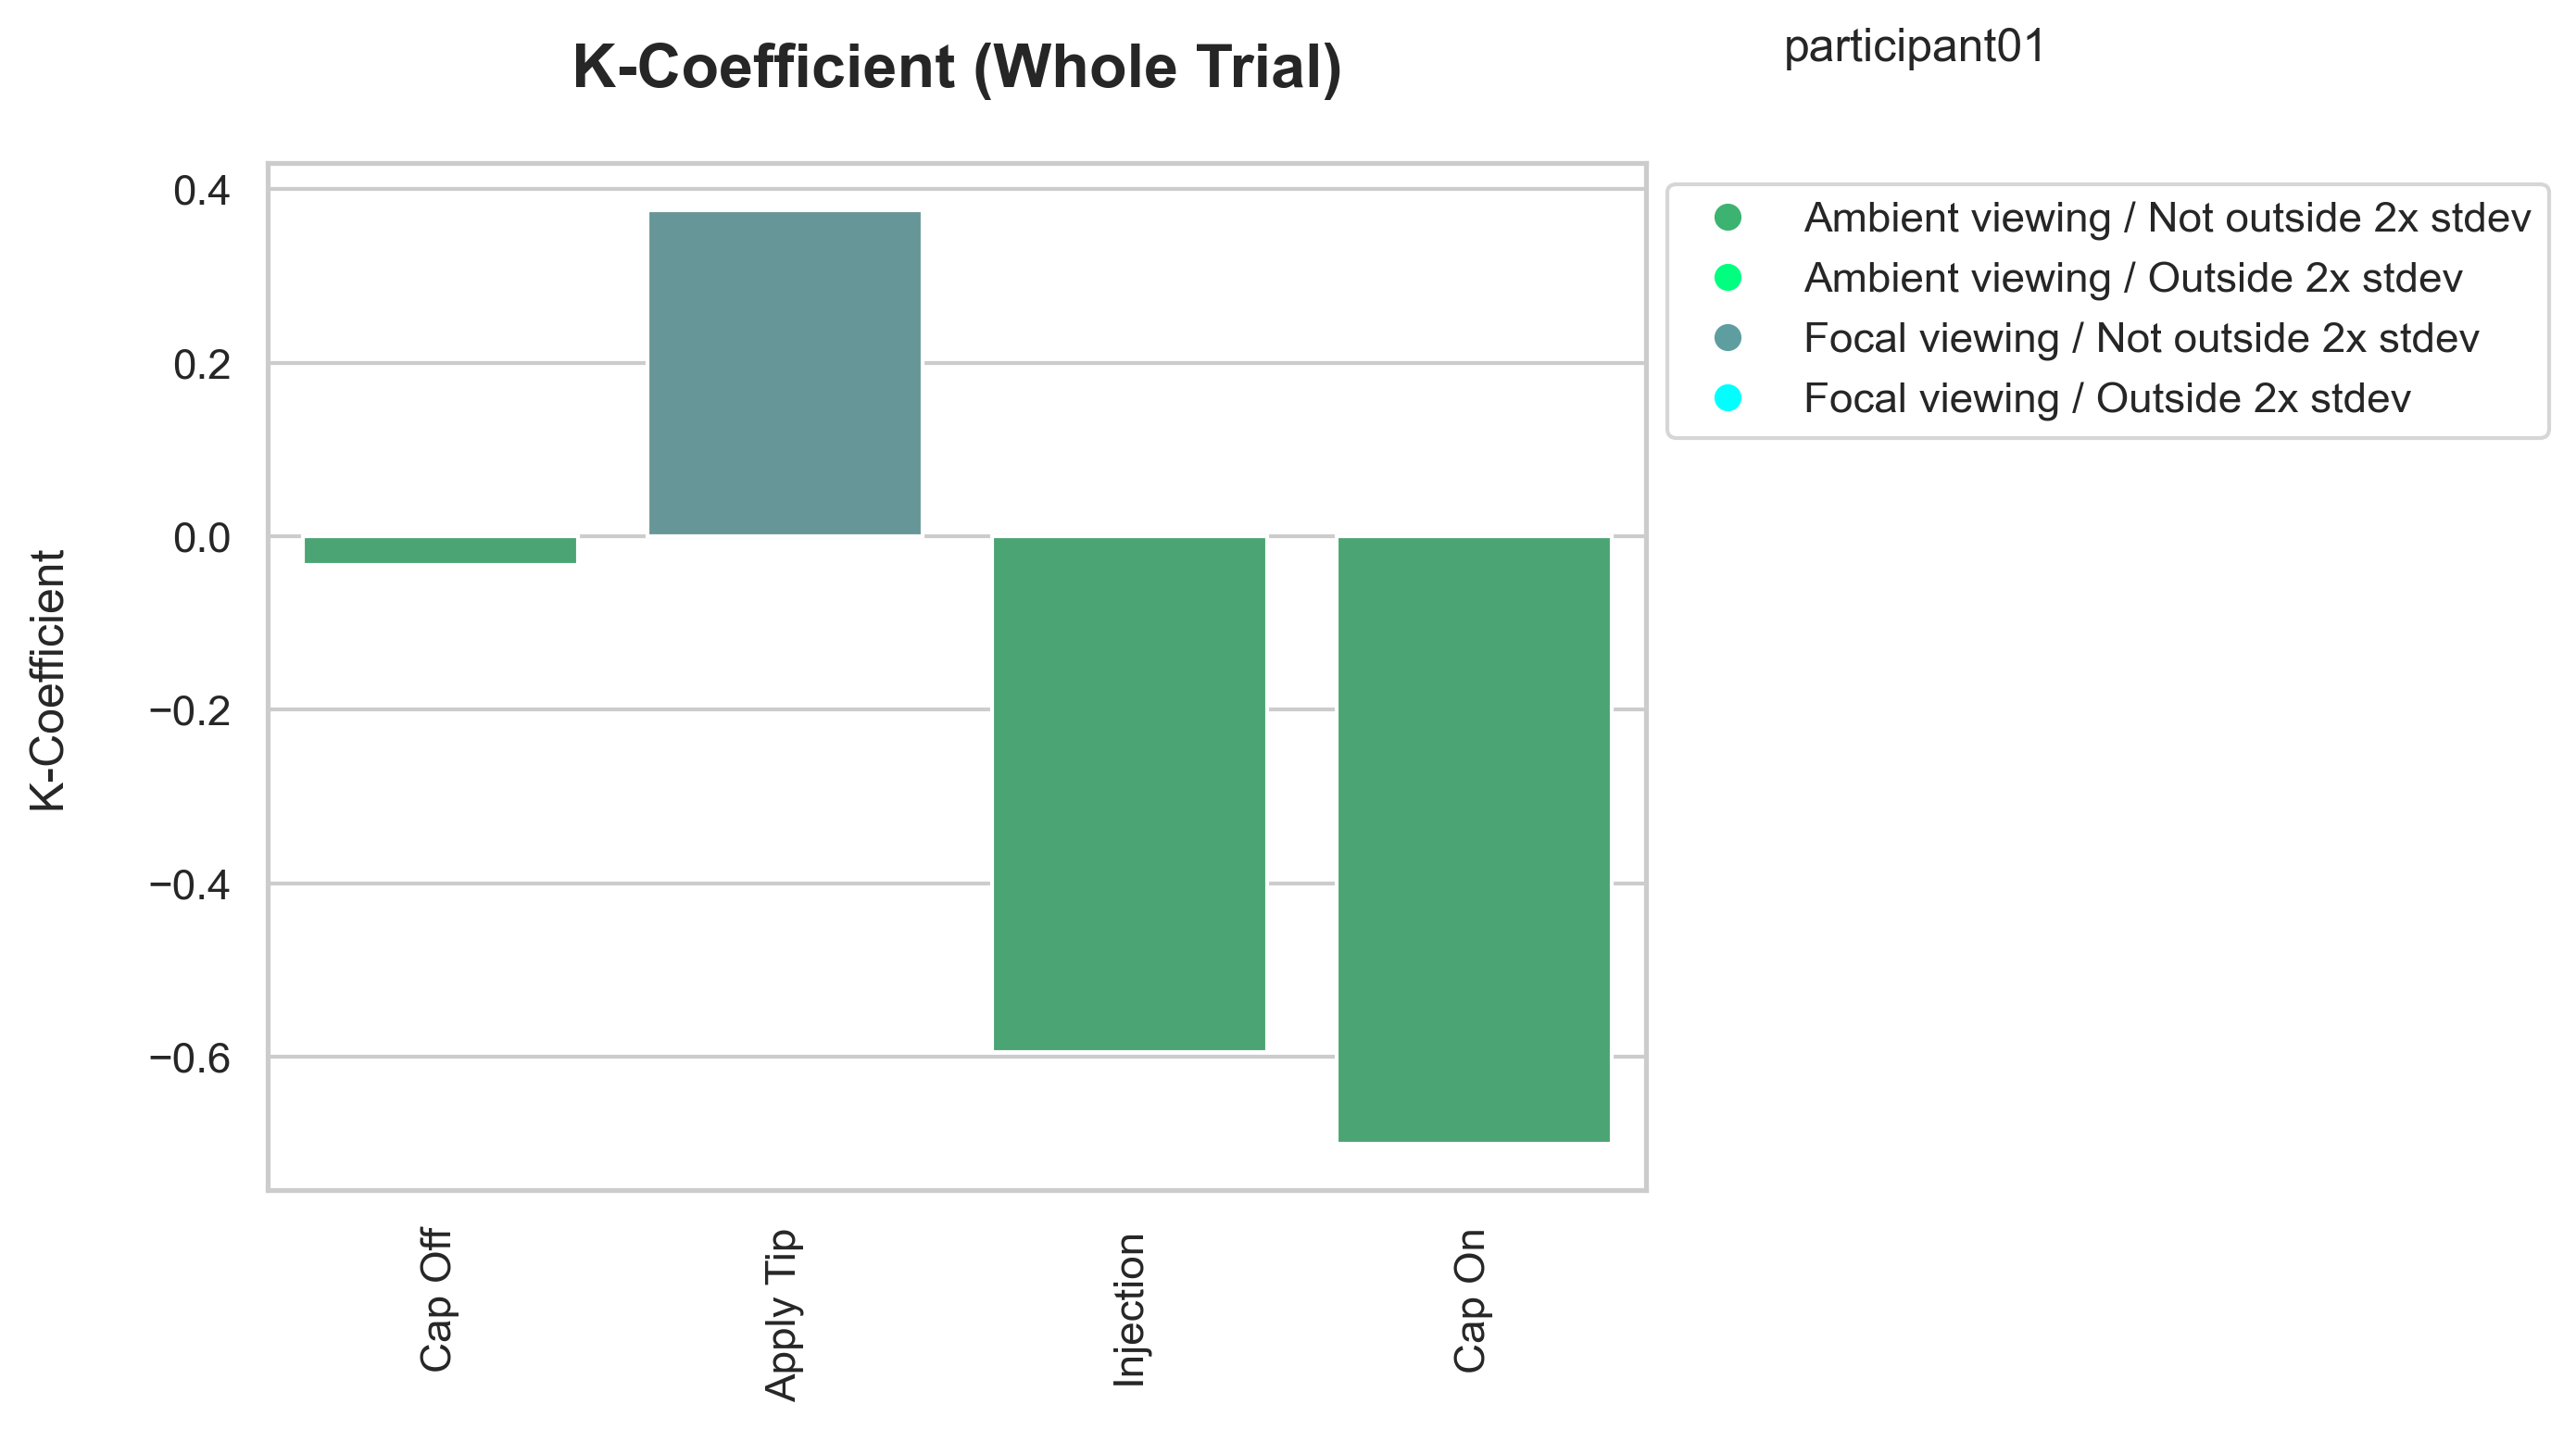 K-Coefficient (Whole Trial)
participant01
Ambient viewing / Not outside 2x stdev
Ambient viewing / Outside 2x stdev
Focal viewing / Not outside 2x stdev
Focal viewing / Outside 2x stdev
K-Coefficient
0.4
0.2
0.0
−0.2
−0.4
−0.6
Cap Off
Apply Tip
Injection
Cap On